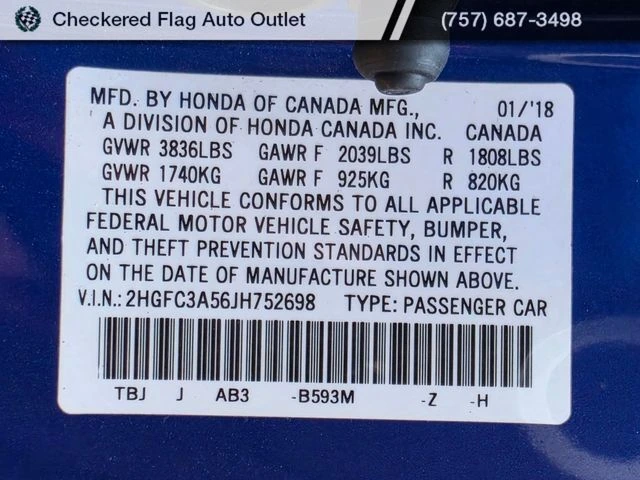 Checkered Flag Auto Outlet (757) 687-3498
MFD. BY HONDA OF CANADA MFG., 01/'18
A DIVISION OF HONDA CANADA INC. CANADA
GVWR 3836LBS GAWR F 2039LBS R 1808LBS
GVWR 1740KG GAWR F 925KG R 820KG
THIS VEHICLE CONFORMS TO ALL APPLICABLE
FEDERAL MOTOR VEHICLE SAFETY, BUMPER,
AND THEFT PREVENTION STANDARDS IN EFFECT
ON THE DATE OF MANUFACTURE SHOWN ABOVE.
V.I.N.: 2HGFC3A56JH752698 TYPE: PASSENGER CAR
TBJ J AB3 -B593M -Z -H